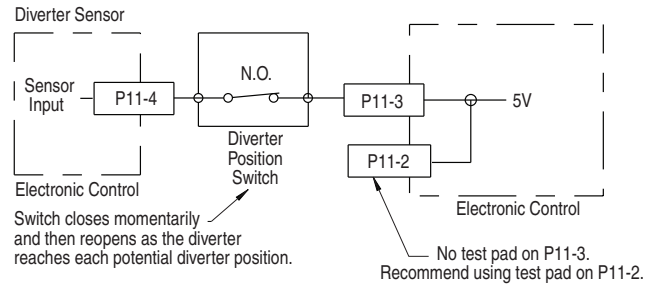 Diverter Sensor
Sensor
Input
P11-4
N.O.
Diverter
Position
Switch
P11-3
5V
P11-2
Electronic Control
Electronic Control
Switch closes momentarily
and then reopens as the diverter
reaches each potential diverter position.
No test pad on P11-3.
Recommend using test pad on P11-2.